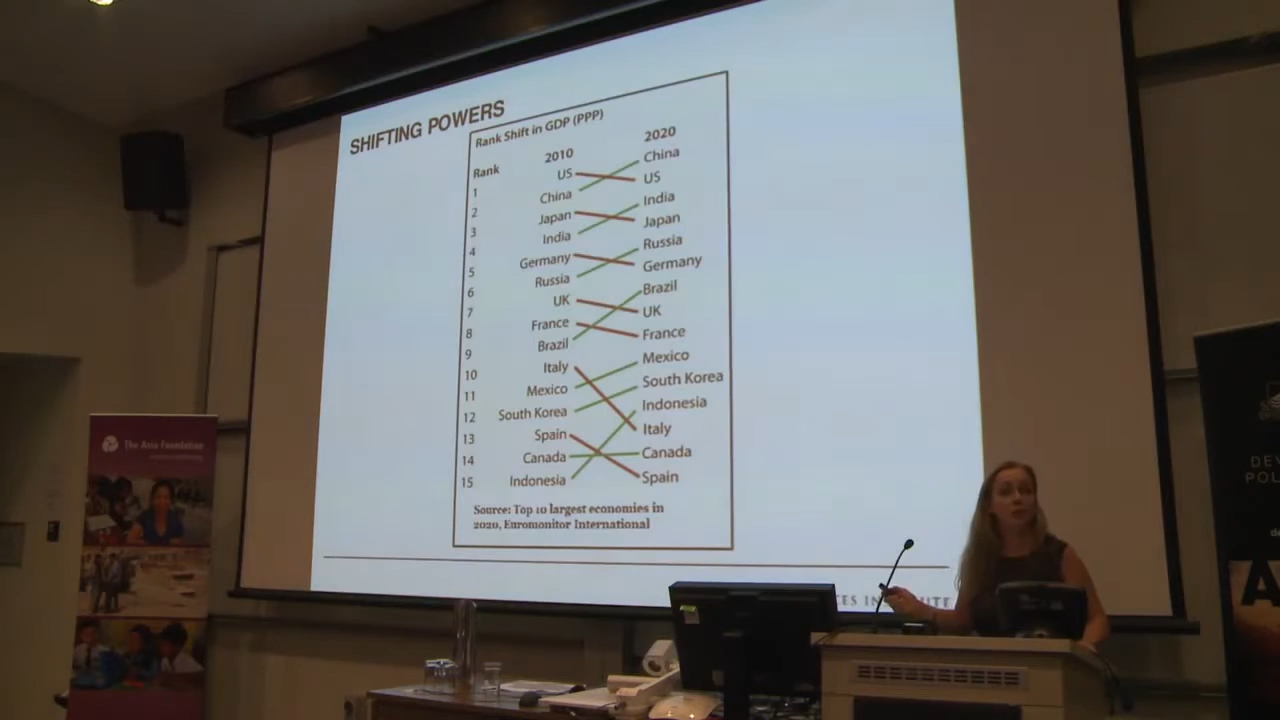 SHIFTING POWERS
Rank Shift in GDP (PPP)
Rank 2010 2020
1 US China
2 China US
3 Japan India
4 India Japan
5 Germany Russia
6 Russia Germany
7 UK Brazil
8 France UK
9 Brazil France
10 Italy Mexico
11 Mexico South Korea
12 South Korea Indonesia
13 Spain Italy
14 Canada Canada
15 Indonesia Spain
Source: Top 10 largest economies in
2020, Euromonitor International
The Asia Foundation